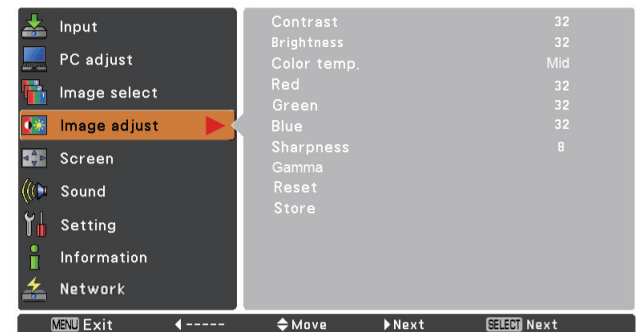 Input
PC adjust
Image select
Image adjust
Screen
Sound
Setting
Information
Network
Contrast 32
Brightness 32
Color temp. Mid
Red 32
Green 32
Blue 32
Sharpness 8
Gamma
Reset
Store
MENU Exit ----- Move Next SELECT Next